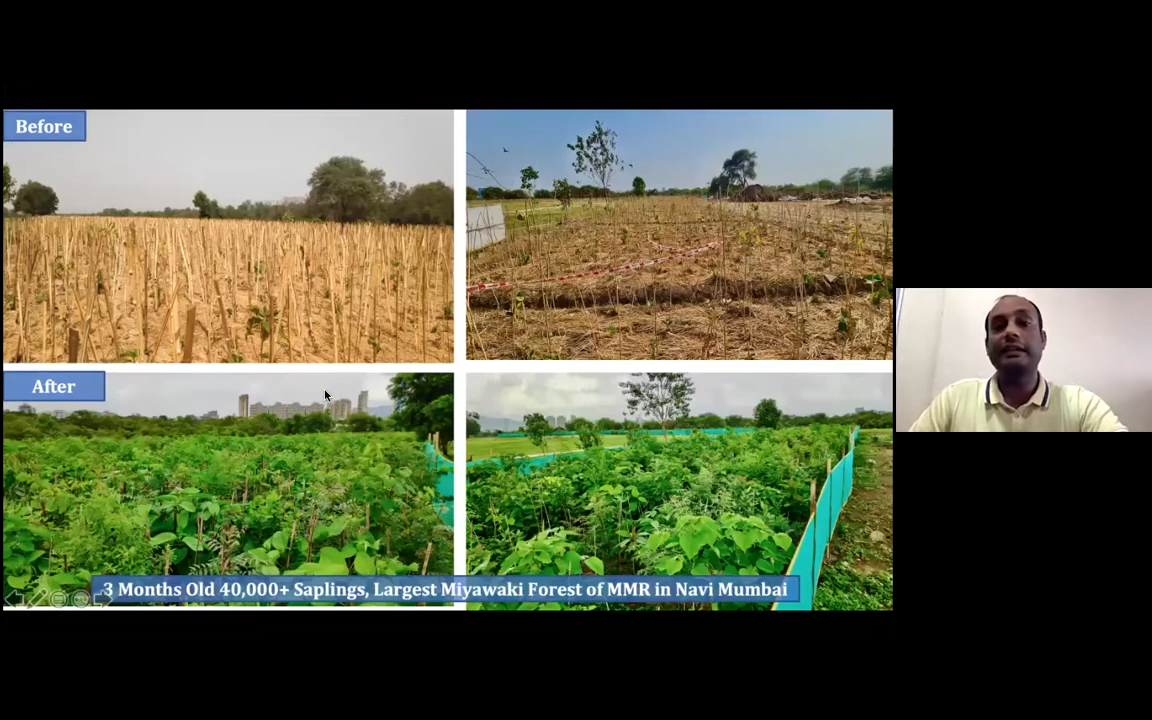 Before
After
3 Months Old 40,000+ Saplings, Largest Miyawaki Forest of MMR in Navi Mumbai